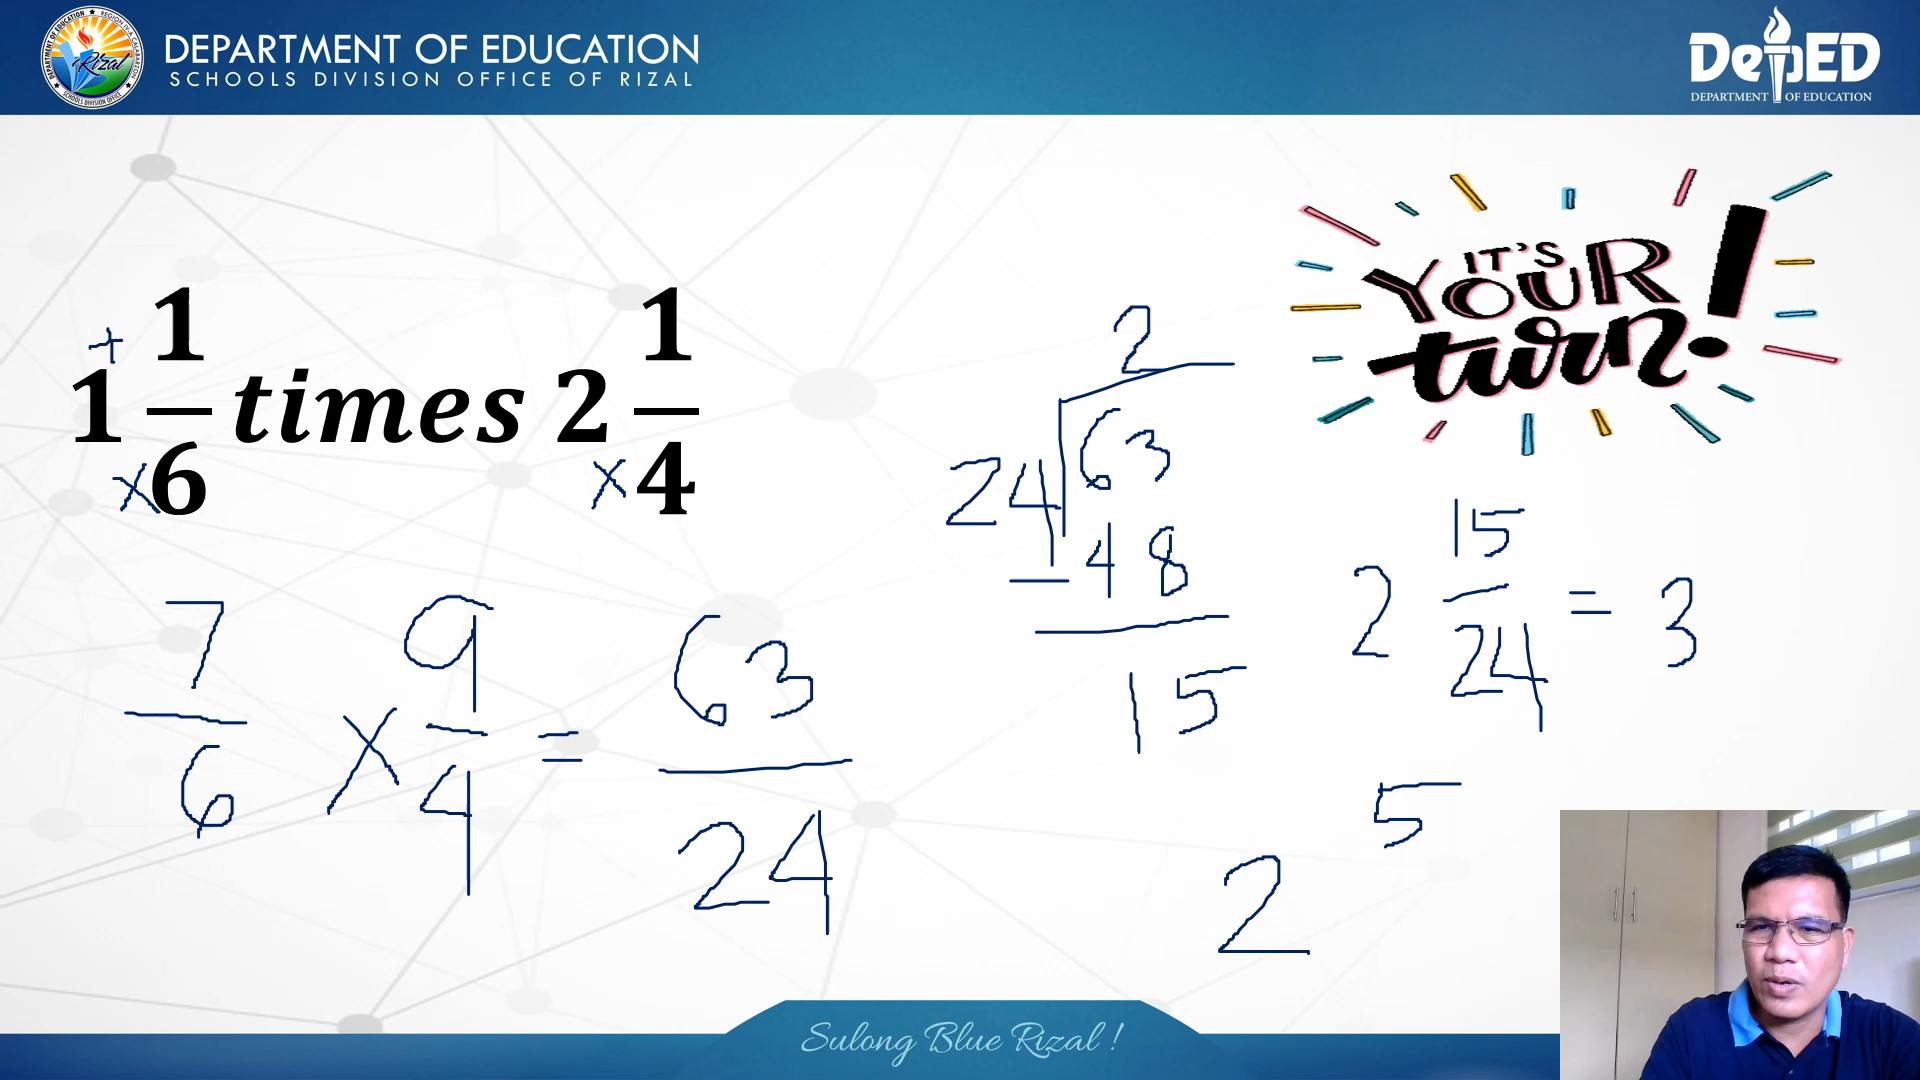 DEPARTMENT OF EDUCATION
SCHOOLS DIVISION OFFICE OF RIZAL
Rizal
DepED
DEPARTMENT OF EDUCATION
IT'S
YOUR
turn!
+
1 1/6 times 2 1/4
× ×
7/6 × 9/4 = 63/24
2
24 63
– 48
15
2 15/24 = 3
2 5
Sulong Blue Rizal !